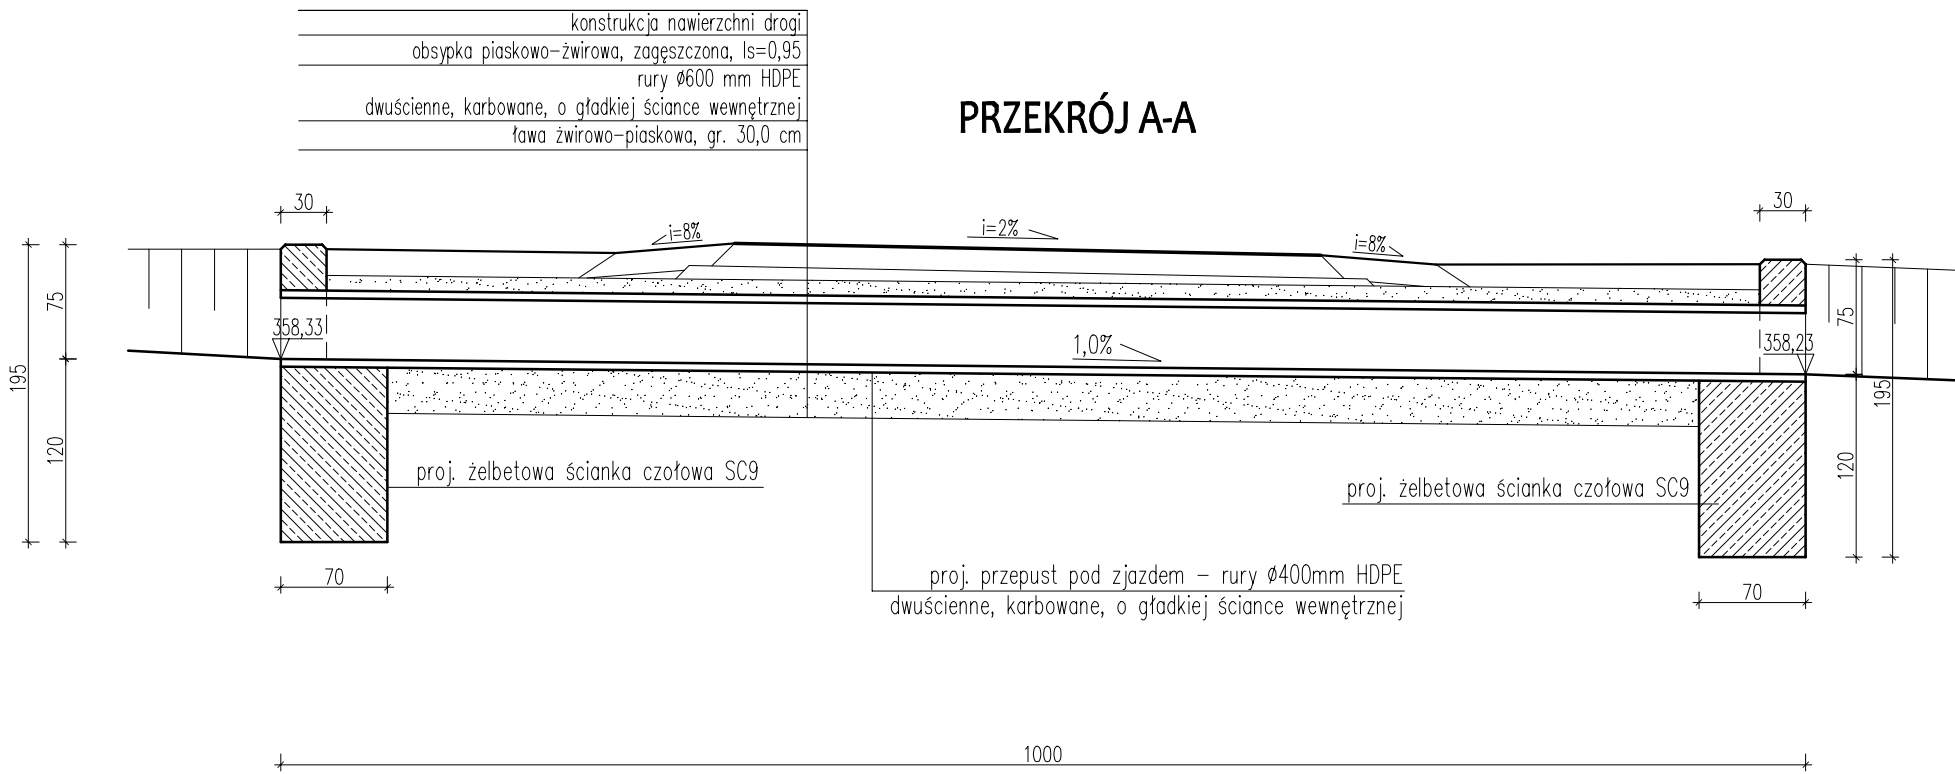 konstrukcja nawierzchni drogi
obsypka piaskowo-żwirowa, zagęszczona, Is=0,95
rury Ø600 mm HDPE
dwuścienne, karbowane, o gładkiej ściance wewnętrznej
ława żwirowo-piaskowa, gr. 30,0 cm
PRZEKRÓJ A-A
30
30
i=8%
i=2%
i=8%
75
195
120
358,33
1,0%
358,23
75
195
120
proj. żelbetowa ścianka czołowa SC9
proj. żelbetowa ścianka czołowa SC9
70
proj. przepust pod zjazdem - rury Ø400mm HDPE
dwuścienne, karbowane, o gładkiej ściance wewnętrznej
70
1000